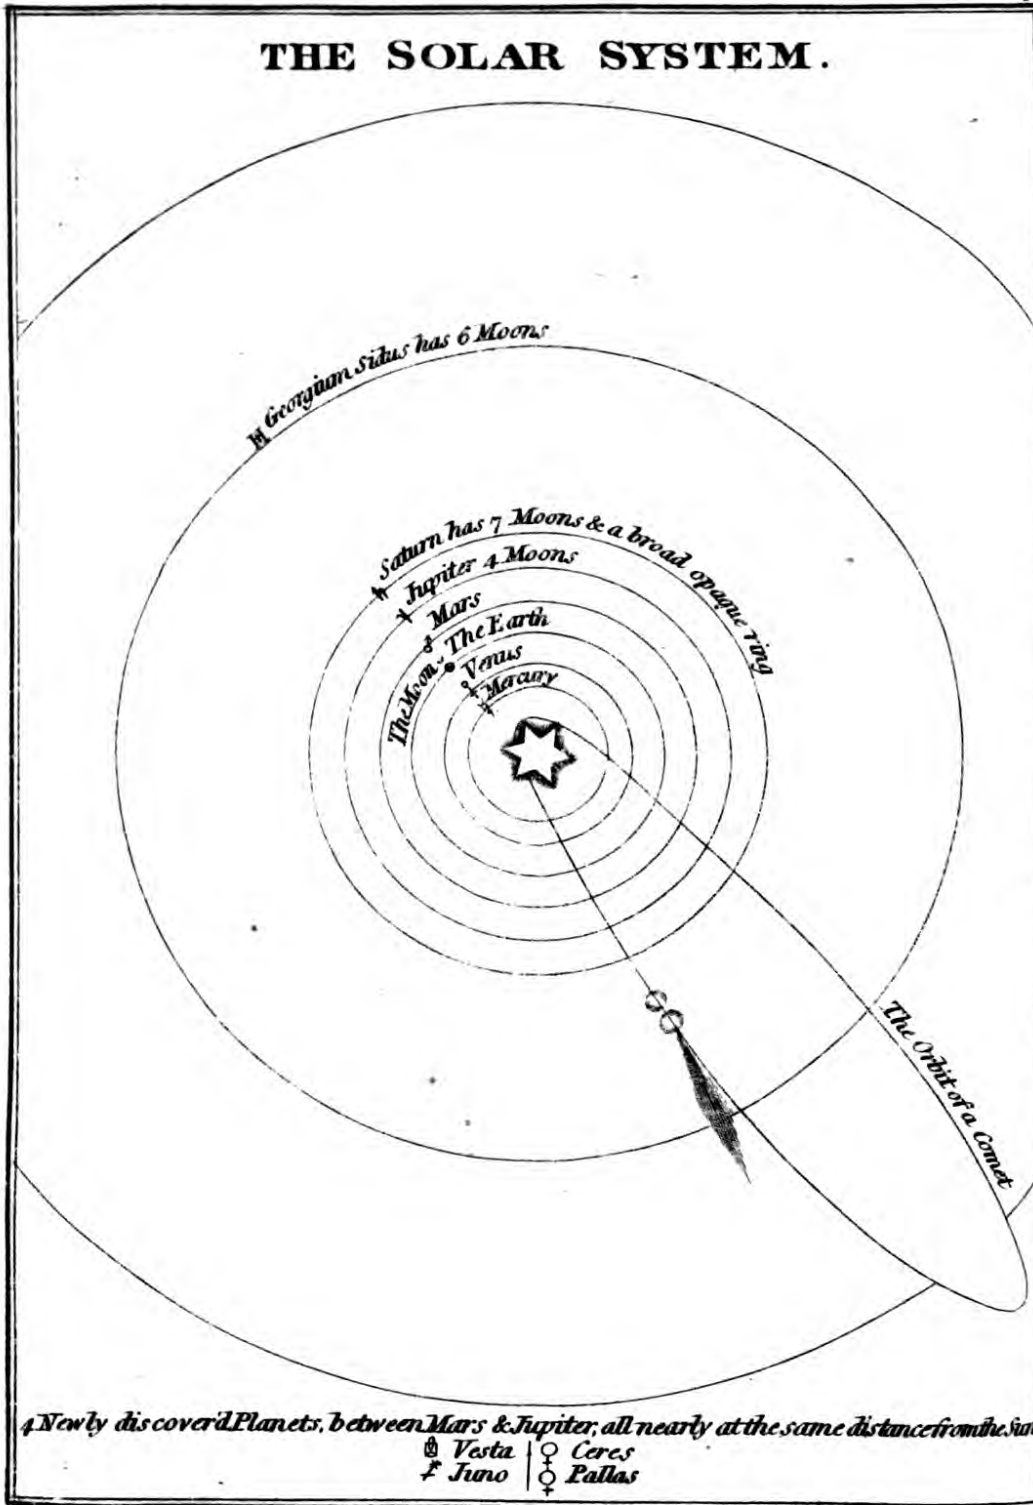 THE SOLAR SYSTEM.
Georgium Sidus has 6 Moons
Saturn has 7 Moons & a broad opaque ring
Jupiter 4 Moons
Mars
The Earth
The Moon
Venus
Mercury
The Orbit of a Comet
4 Newly discover'd Planets, between Mars & Jupiter, all nearly at the same distance from the Sun
Vesta | ⚳ Ceres
Juno | Pallas